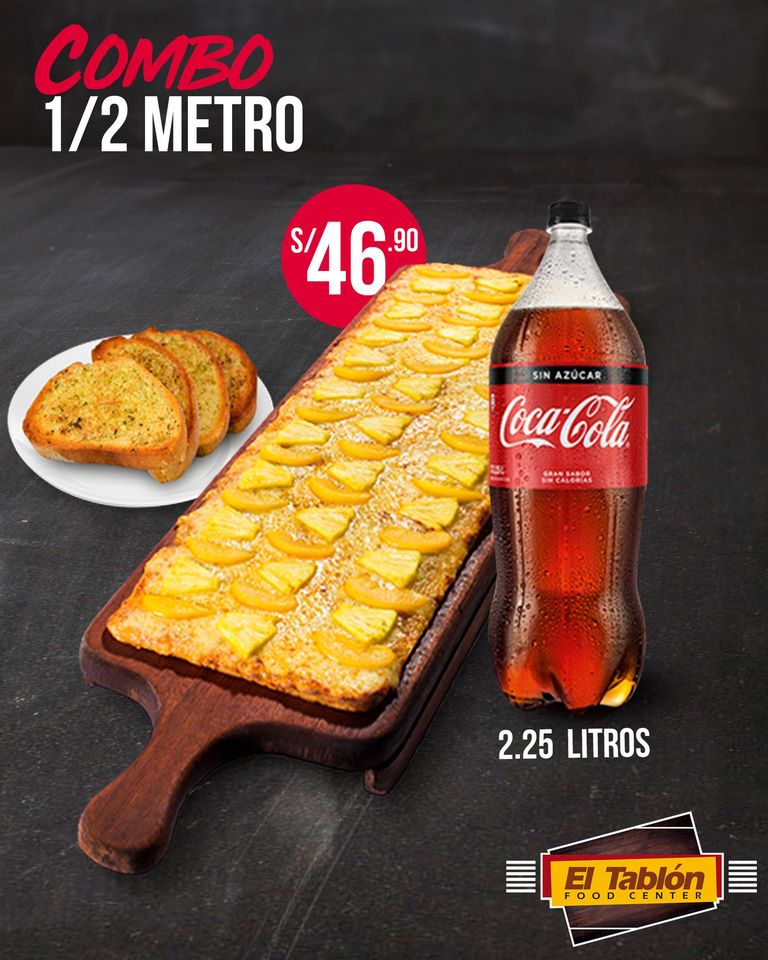 COMBO
1/2 METRO
S/46.90
SIN AZÚCAR
Coca-Cola
GRAN SABOR
SIN CALORÍAS
2.25 LITROS
El Tablón
FOOD CENTER